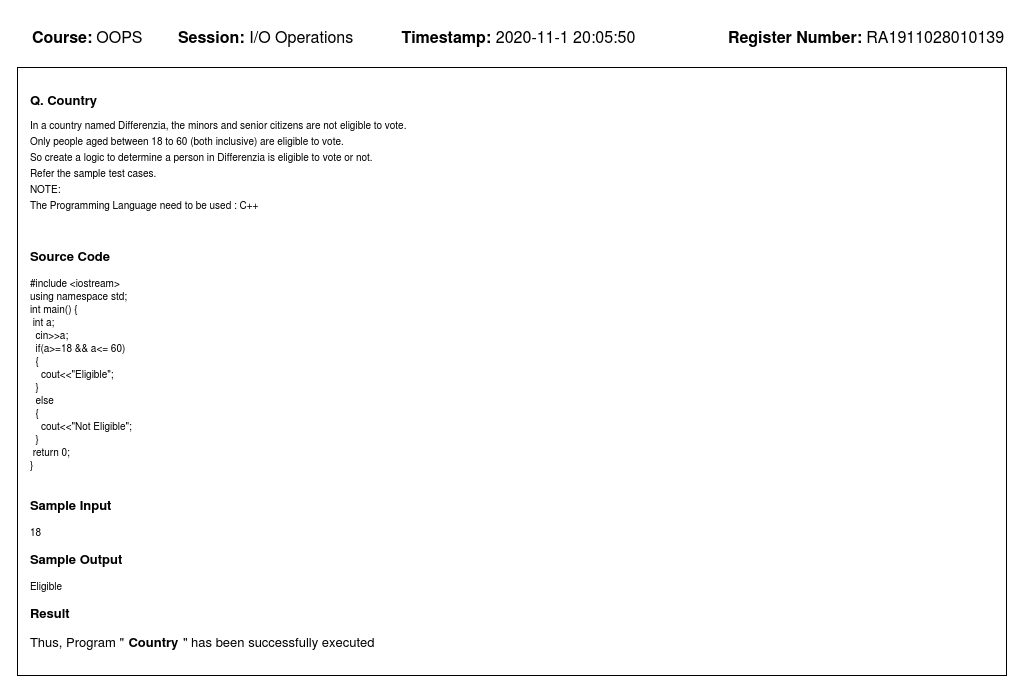 Course: OOPS Session: I/O Operations Timestamp: 2020-11-1 20:05:50 Register Number: RA1911028010139
Q. Country
In a country named Differenzia, the minors and senior citizens are not eligible to vote.
Only people aged between 18 to 60 (both inclusive) are eligible to vote.
So create a logic to determine a person in Differenzia is eligible to vote or not.
Refer the sample test cases.
NOTE:
The Programming Language need to be used : C++
Source Code
#include <iostream>
using namespace std;
int main() {
 int a;
  cin>>a;
  if(a>=18 && a<= 60)
  {
    cout<<"Eligible";
  }
  else
  {
    cout<<"Not Eligible";
  }
 return 0;
}
Sample Input
18
Sample Output
Eligible
Result
Thus, Program " Country " has been successfully executed